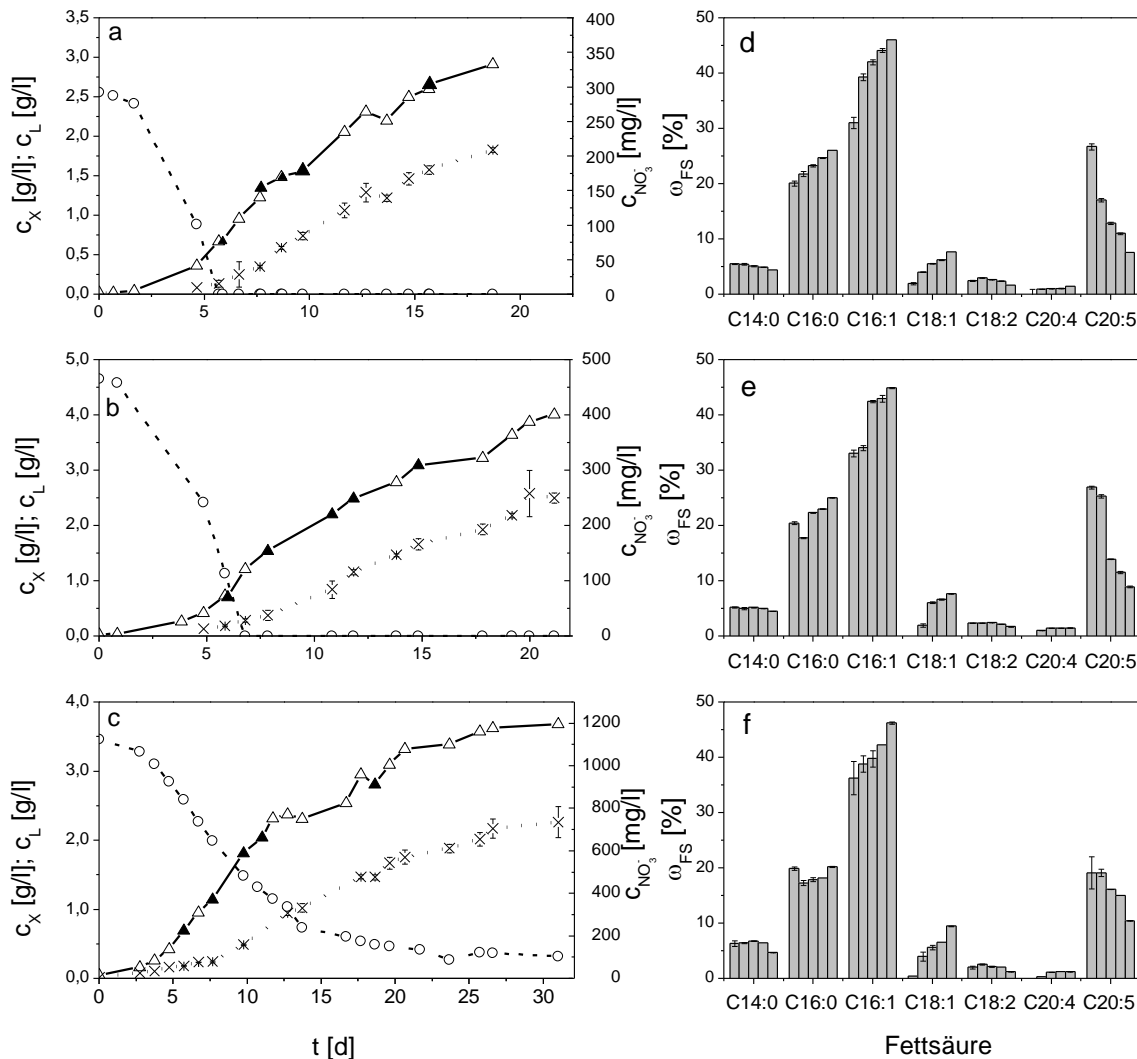 a
c_X [g/l]; c_L [g/l]
3,5
3,0
2,5
2,0
1,5
1,0
0,5
0,0
0 5 10 15 20
400
350
300
250
200
150
100
50
0
c_NO3- [mg/l]
d
ω_FS [%]
50
40
30
20
10
0
C14:0 C16:0 C16:1 C18:1 C18:2 C20:4 C20:5
b
c_X [g/l]; c_L [g/l]
5,0
4,0
3,0
2,0
1,0
0,0
0 5 10 15 20
500
400
300
200
100
0
c_NO3- [mg/l]
e
ω_FS [%]
50
40
30
20
10
0
C14:0 C16:0 C16:1 C18:1 C18:2 C20:4 C20:5
c
c_X [g/l]; c_L [g/l]
4,0
3,0
2,0
1,0
0,0
0 5 10 15 20 25 30
1200
1000
800
600
400
200
0
c_NO3- [mg/l]
t [d]
f
ω_FS [%]
50
40
30
20
10
0
C14:0 C16:0 C16:1 C18:1 C18:2 C20:4 C20:5
Fettsäure